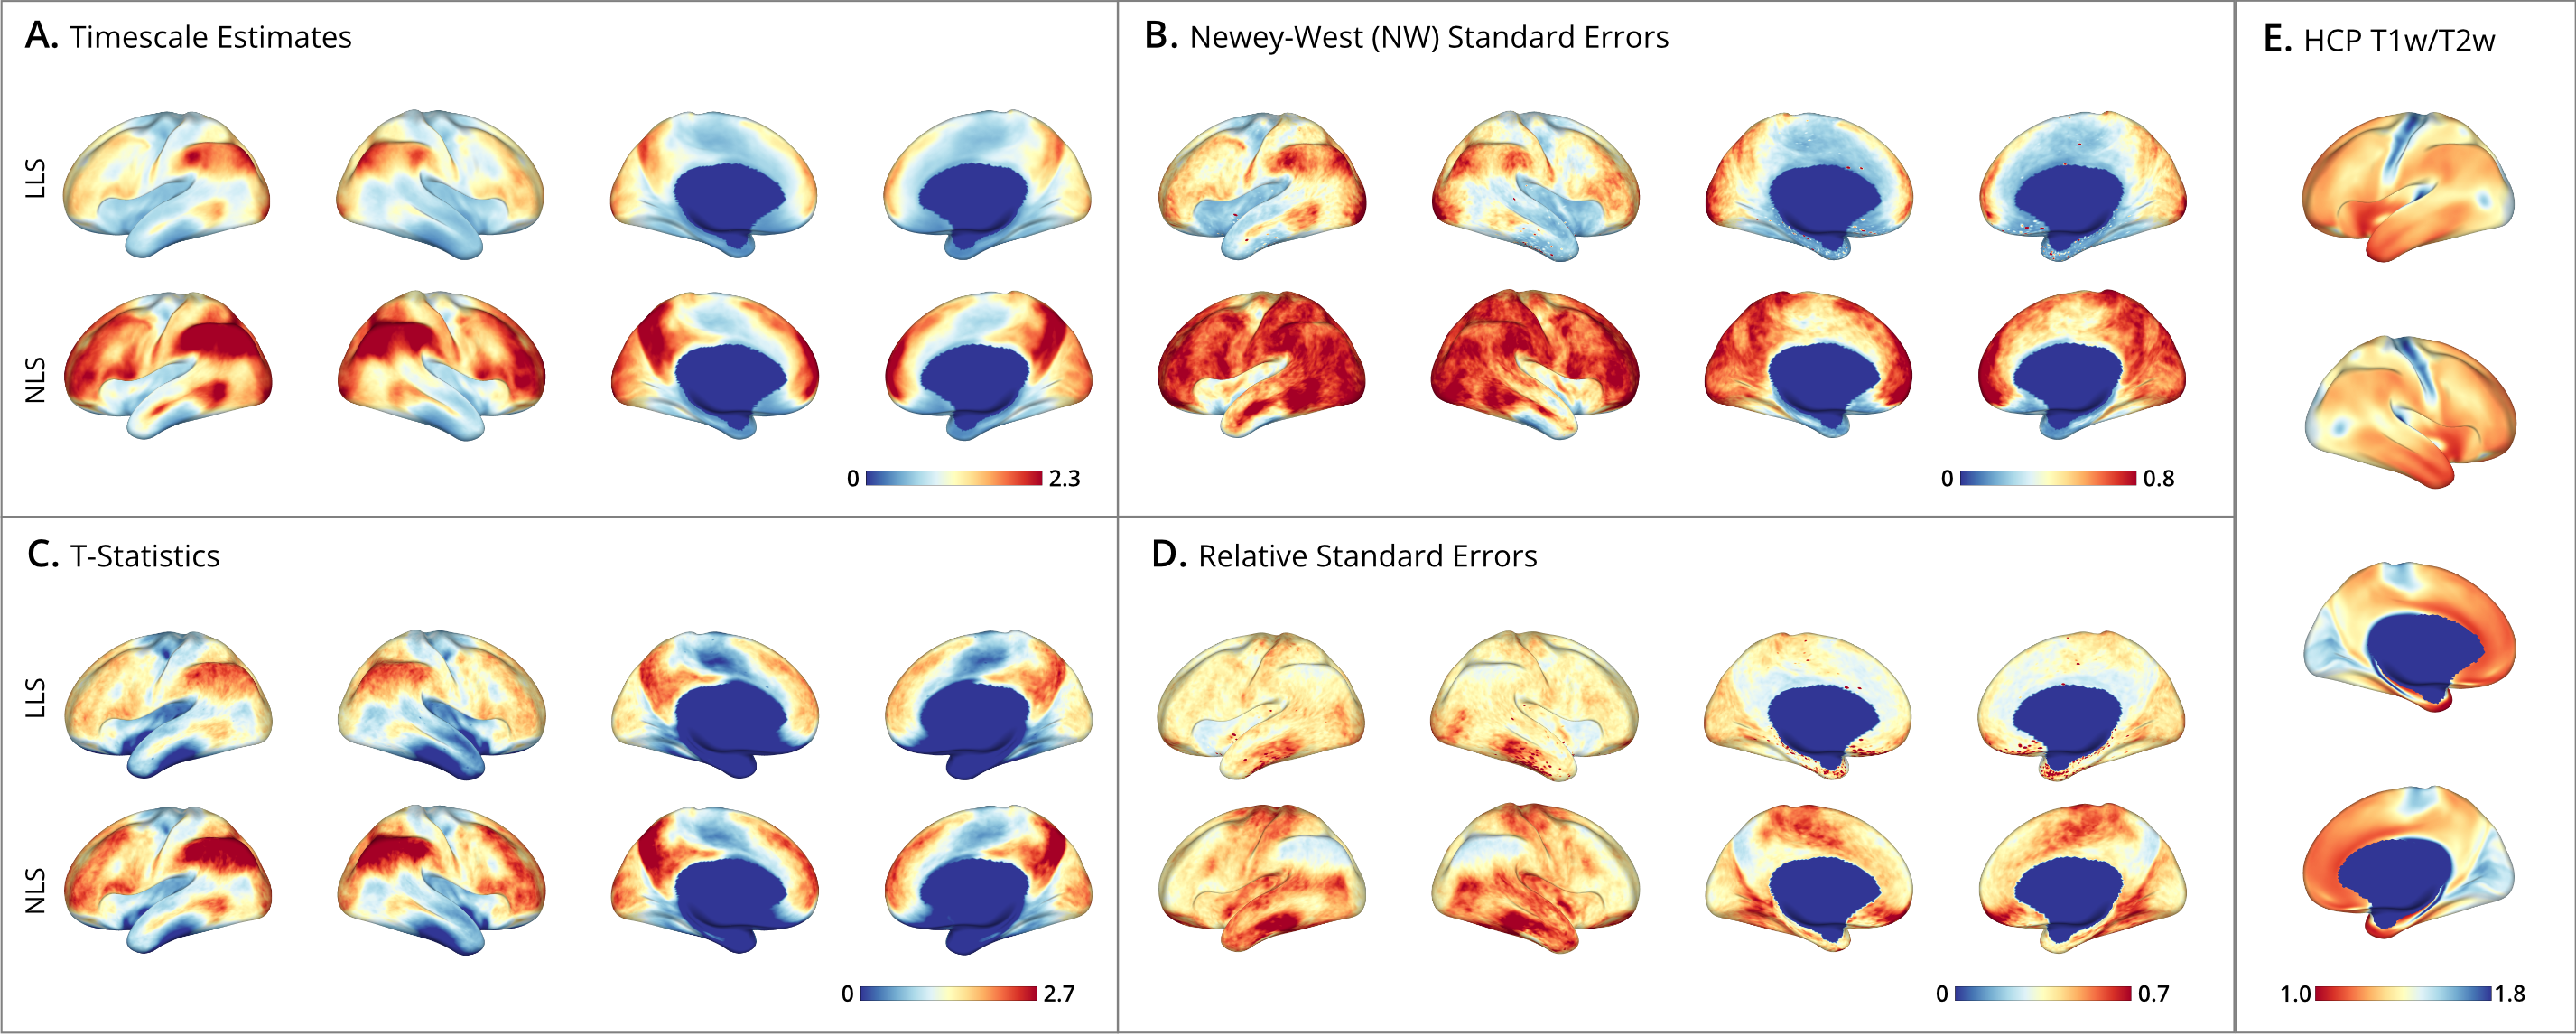 A. Timescale Estimates
LLS
NLS
0 2.3
B. Newey-West (NW) Standard Errors
0 0.8
C. T-Statistics
LLS
NLS
0 2.7
D. Relative Standard Errors
0 0.7
E. HCP T1w/T2w
1.0 1.8